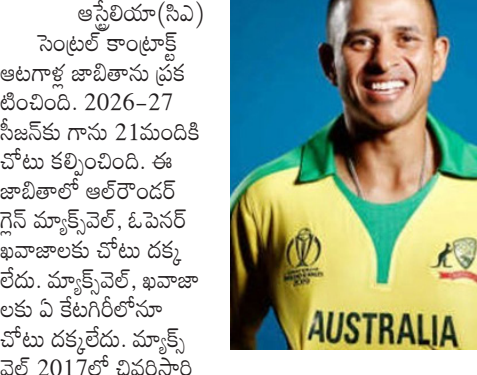 ఆస్ట్రేలియా(సిఎ)
సెంట్రల్ కాంట్రాక్ట్
ఆటగాళ్ల జాబితాను ప్రక
టించింది. 2026–27
సీజన్‌కు గాను 21మందికి
చోటు కల్పించింది. ఈ
జాబితాలో ఆల్‌రౌండర్
గ్లెన్ మ్యాక్స్‌వెల్, ఓపెనర్
ఖవాజాలకు చోటు దక్క
లేదు. మ్యాక్స్‌వెల్, ఖవాజా
లకు ఏ కేటగిరీలోనూ
చోటు దక్కలేదు. మ్యాక్స్
వెల్ 2017లో చివరిసారి
AUSTRALIA